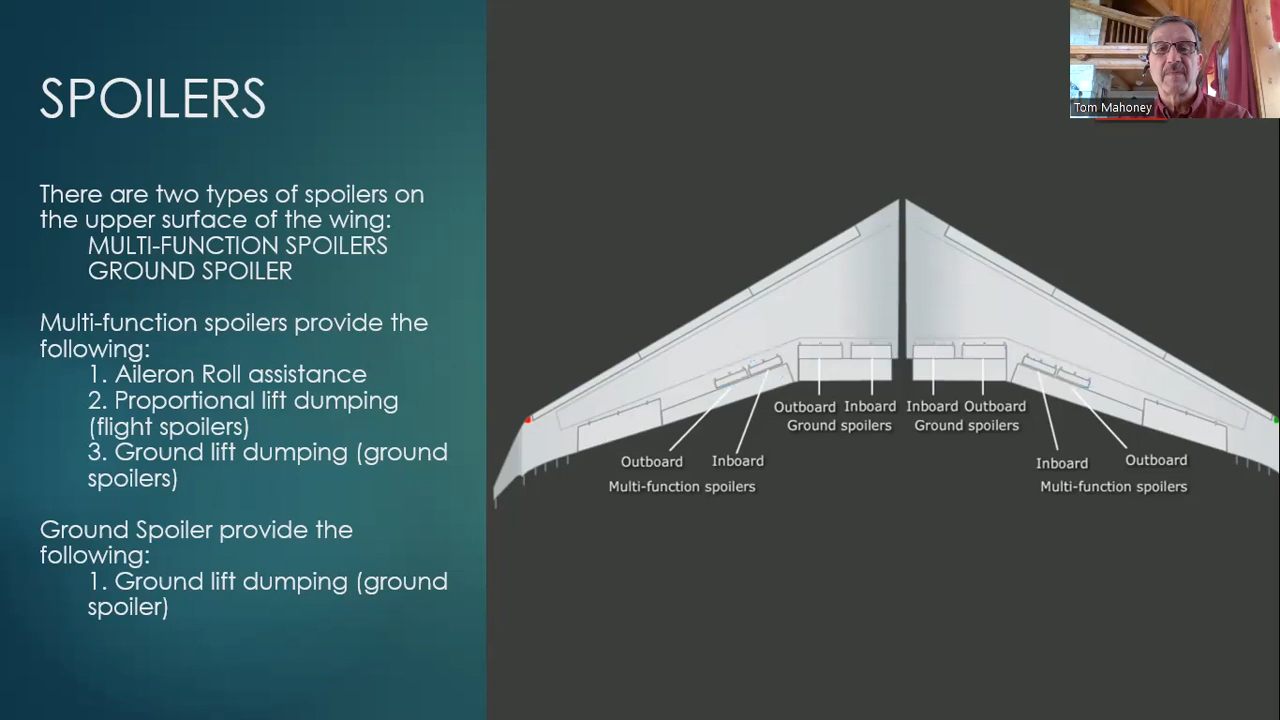 SPOILERS
There are two types of spoilers on
the upper surface of the wing:
MULTI-FUNCTION SPOILERS
GROUND SPOILER
Multi-function spoilers provide the
following:
1. Aileron Roll assistance
2. Proportional lift dumping
(flight spoilers)
3. Ground lift dumping (ground
spoilers)
Ground Spoiler provide the
following:
1. Ground lift dumping (ground
spoiler)
Tom Mahoney
Outboard Inboard Inboard Outboard
Ground spoilers Ground spoilers
Outboard Inboard Inboard Outboard
Multi-function spoilers Multi-function spoilers